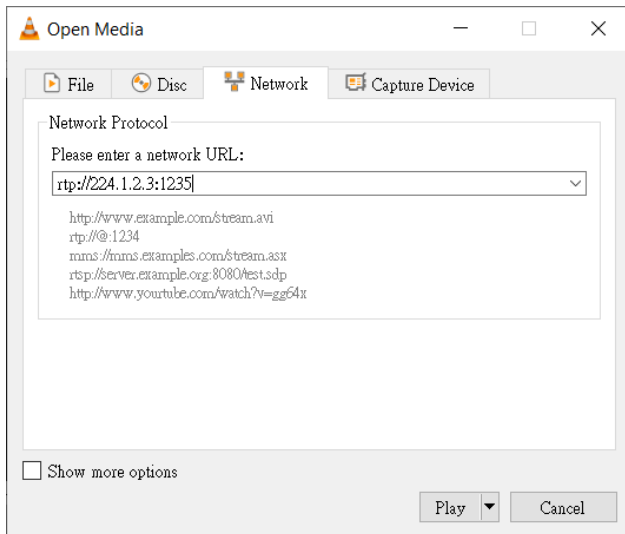 Open Media
File Disc Network Capture Device
Network Protocol
Please enter a network URL:
rtp://224.1.2.3:1235
http://www.example.com/stream.avi
rtp://@:1234
mms://mms.examples.com/stream.asx
rtsp://server.example.org:8080/test.sdp
http://www.yourtube.com/watch?v=gg64x
Show more options
Play Cancel